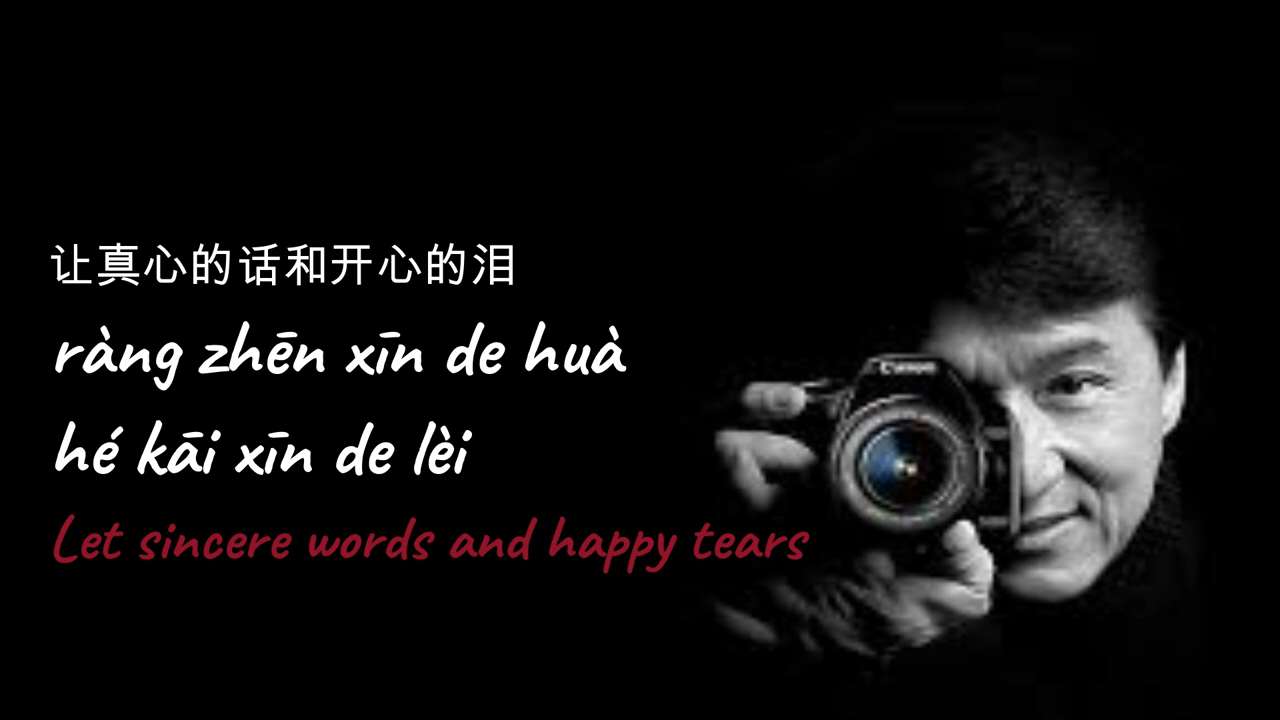 让真心的话和开心的泪
ràng zhēn xīn de huà
hé kāi xīn de lèi
Let sincere words and happy tears
Canon